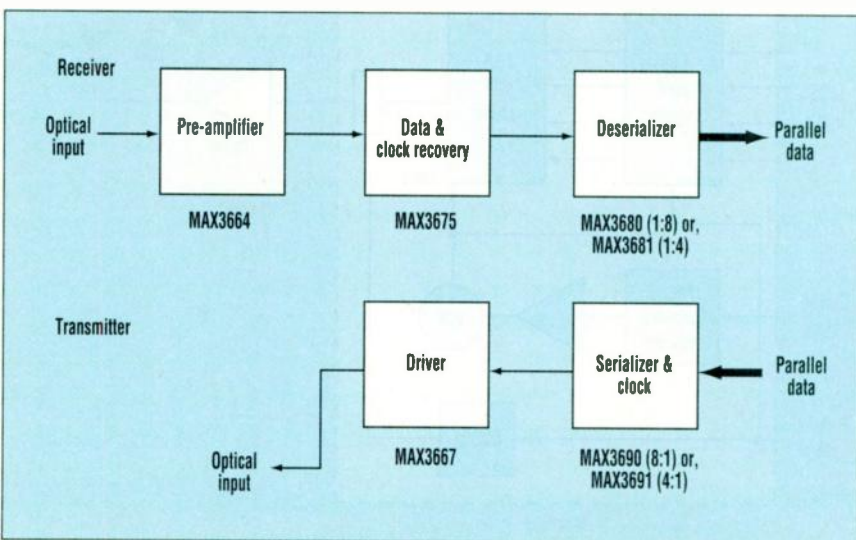 Receiver
Optical
input
Pre-amplifier
MAX3664
Data &
clock recovery
MAX3675
Deserializer
MAX3680 (1:8) or,
MAX3681 (1:4)
Parallel
data
Transmitter
Optical
input
Driver
MAX3667
Serializer &
clock
MAX3690 (8:1) or,
MAX3691 (4:1)
Parallel
data